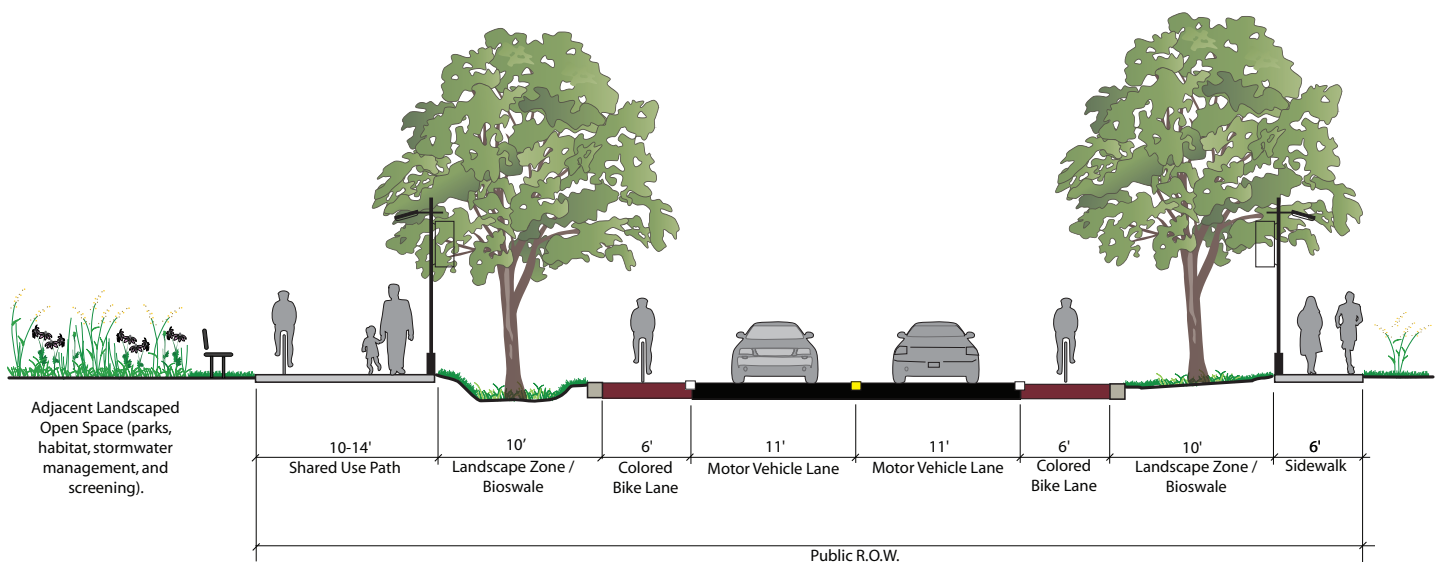 Adjacent Landscaped
Open Space (parks,
habitat, stormwater
management, and
screening).
10-14'
Shared Use Path
10'
Landscape Zone /
Bioswale
6'
Colored
Bike Lane
11'
Motor Vehicle Lane
11'
Motor Vehicle Lane
6'
Colored
Bike Lane
10'
Landscape Zone /
Bioswale
6'
Sidewalk
Public R.O.W.